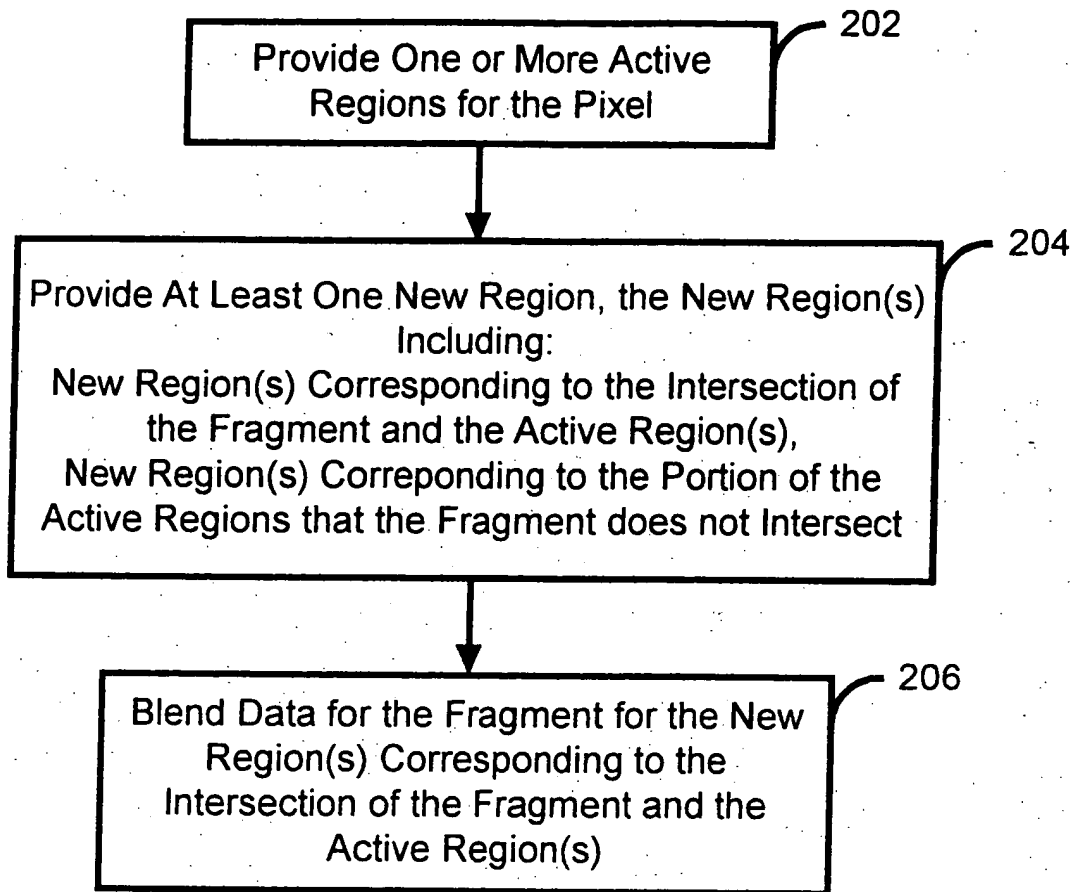 202
Provide One or More Active
Regions for the Pixel
204
Provide At Least One New Region, the New Region(s)
Including:
New Region(s) Corresponding to the Intersection of
the Fragment and the Active Region(s),
New Region(s) Correponding to the Portion of the
Active Regions that the Fragment does not Intersect
206
Blend Data for the Fragment for the New
Region(s) Corresponding to the
Intersection of the Fragment and the
Active Region(s)